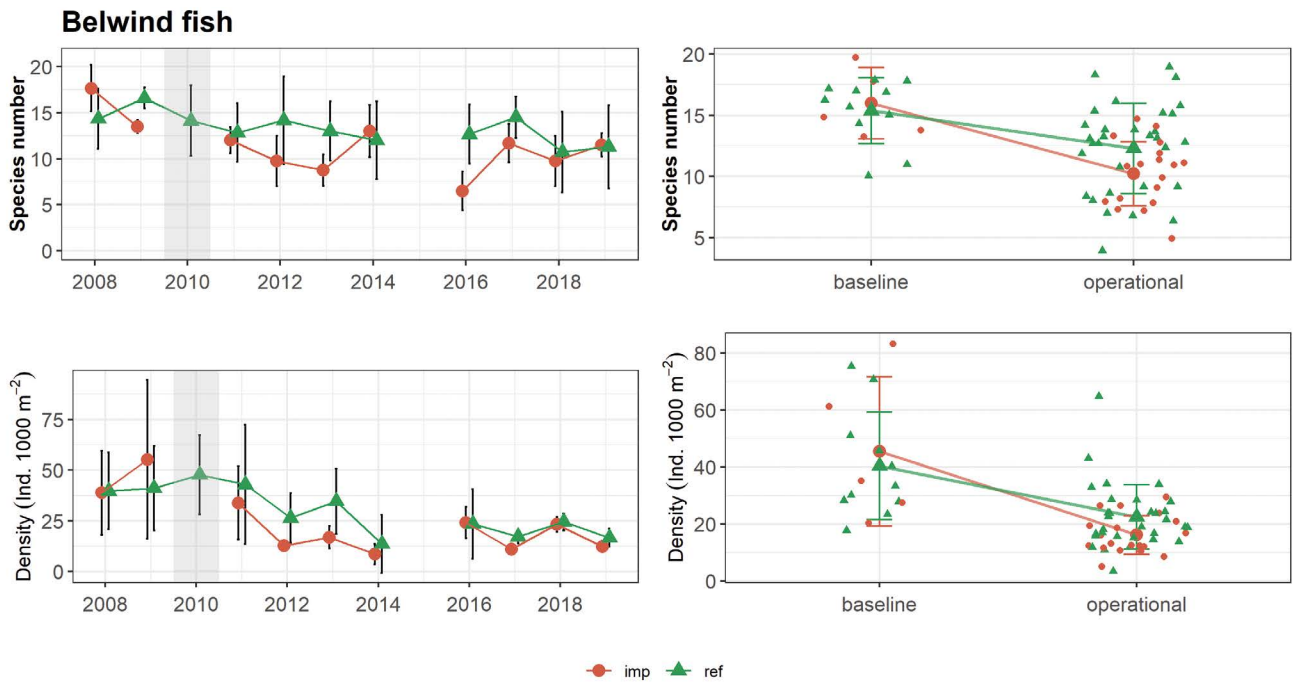 Belwind fish
Species number
20
15
10
5
0
2008 2010 2012 2014 2016 2018
Species number
20
15
10
5
baseline operational
Density (Ind. 1000 m⁻²)
75
50
25
0
2008 2010 2012 2014 2016 2018
Density (Ind. 1000 m⁻²)
80
60
40
20
0
baseline operational
imp ref